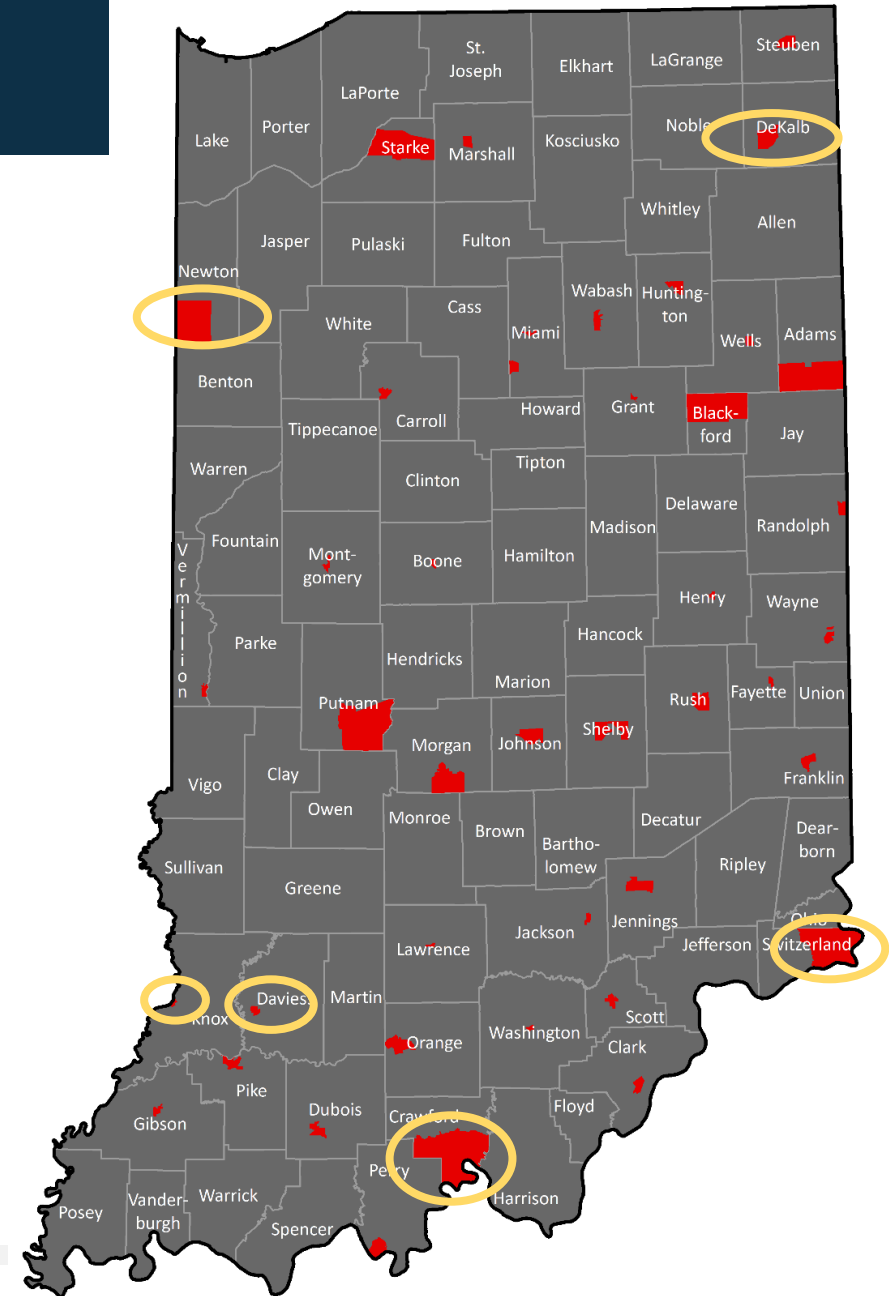 St.
Joseph
Elkhart
LaGrange
Steuben
LaPorte
Lake
Porter
Starke
Marshall
Kosciusko
Noble
DeKalb
Whitley
Allen
Newton
Jasper
Pulaski
Fulton
White
Cass
Miami
Wabash
Hunting-
ton
Wells
Adams
Benton
Carroll
Howard
Grant
Black-
ford
Jay
Tippecanoe
Warren
Clinton
Tipton
Delaware
Madison
Randolph
Vermillion
Fountain
Mont-
gomery
Boone
Hamilton
Henry
Wayne
Parke
Hendricks
Hancock
Marion
Putnam
Rush
Fayette
Union
Morgan
Johnson
Shelby
Vigo
Clay
Franklin
Owen
Monroe
Brown
Bartho-
lomew
Decatur
Dear-
born
Ripley
Sullivan
Greene
Jennings
Jackson
Ohio
Lawrence
Jefferson
Switzerland
Knox
Daviess
Martin
Orange
Washington
Scott
Clark
Pike
Gibson
Dubois
Crawford
Floyd
Perry
Harrison
Posey
Vander-
burgh
Warrick
Spencer